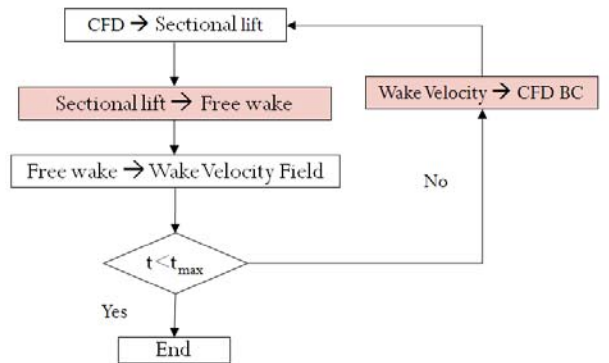 CFD → Sectional lift
Sectional lift → Free wake
Wake Velocity → CFD BC
Free wake → Wake Velocity Field
No
t<tmax
Yes
End